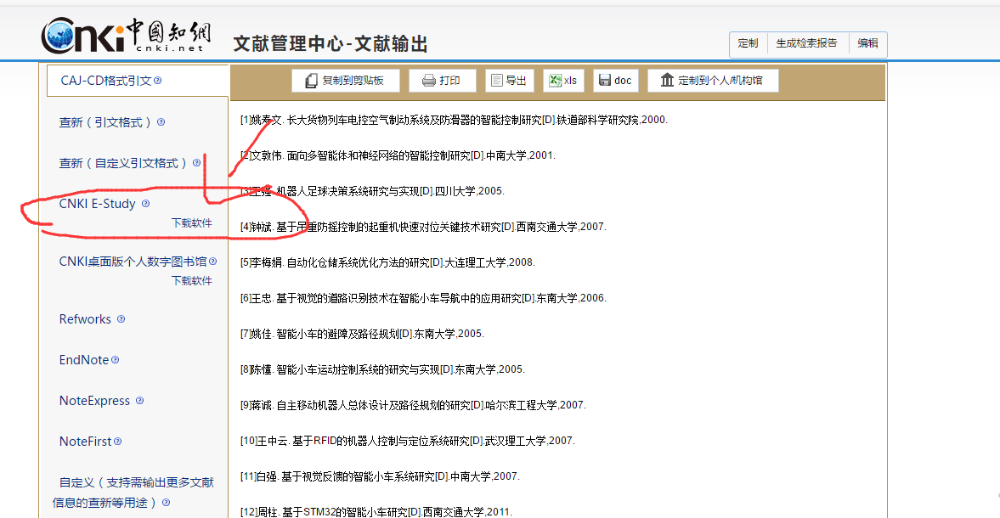 CNKI中国知网
cnki.net
文献管理中心-文献输出
定制 生成检索报告 编辑
CAJ-CD格式引文
复制到剪贴板 打印 导出 xls doc 定制到个人/机构馆
查新（引文格式）
查新（自定义引文格式）
CNKI E-Study
下载软件
CNKI桌面版个人数字图书馆
下载软件
Refworks
EndNote
NoteExpress
NoteFirst
自定义（支持需输出更多文献
信息的查新等用途）
[1]姚寿文. 长大货物列车电控空气制动系统及防滑器的智能控制研究[D].铁道部科学研究院,2000.
[2]文敦伟. 面向多智能体和神经网络的智能控制研究[D].中南大学,2001.
[3]王强. 机器人足球决策系统研究与实现[D].四川大学,2005.
[4]钟斌. 基于吊重防摇控制的起重机快速对位关键技术研究[D].西南交通大学,2007.
[5]李梅娟. 自动化仓储系统优化方法的研究[D].大连理工大学,2008.
[6]王忠. 基于视觉的道路识别技术在智能小车导航中的应用研究[D].东南大学,2006.
[7]姚佳. 智能小车的避障及路径规划[D].东南大学,2005.
[8]陈懂. 智能小车运动控制系统的研究与实现[D].东南大学,2005.
[9]蒋诚. 自主移动机器人总体设计及路径规划的研究[D].哈尔滨工程大学,2007.
[10]王中云. 基于RFID的机器人控制与定位系统研究[D].武汉理工大学,2007.
[11]白强. 基于视觉反馈的智能小车系统研究[D].中南大学,2007.
[12]周柱. 基于STM32的智能小车研究[D].西南交通大学,2011.